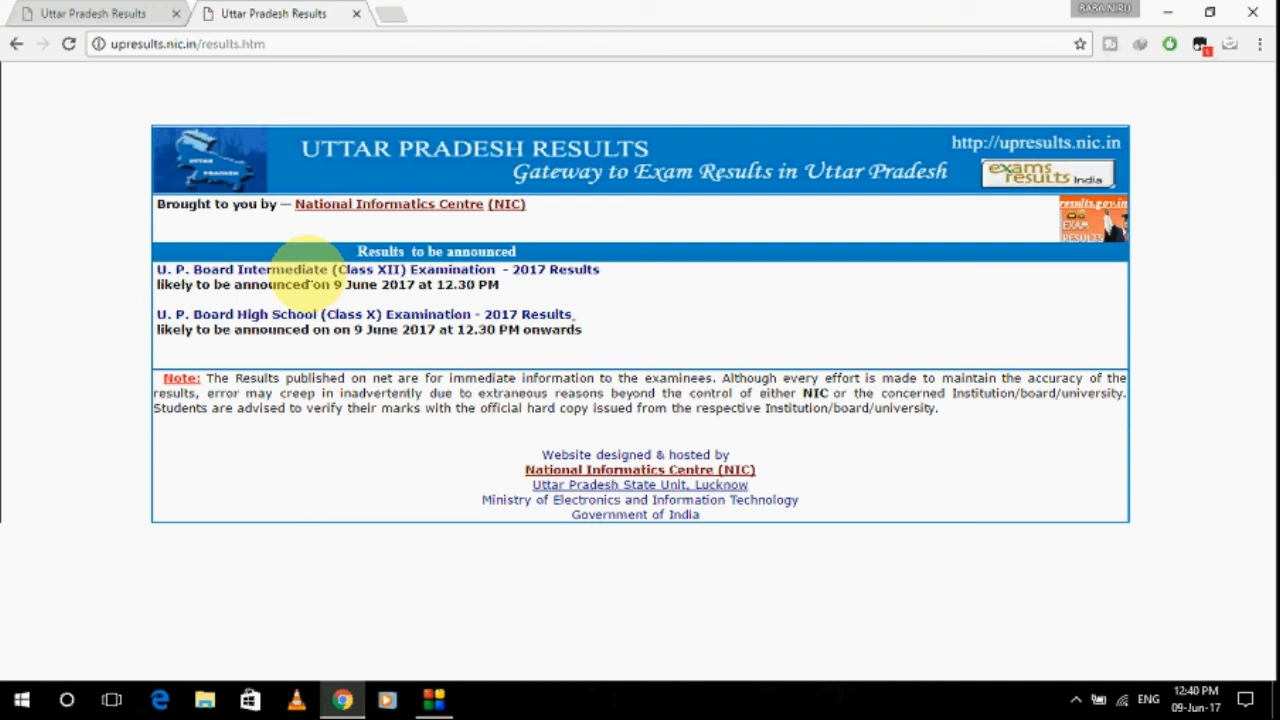 Uttar Pradesh Results
Uttar Pradesh Results
BABA NIRU
upresults.nic.in/results.htm
UTTAR PRADESH
UTTAR PRADESH RESULTS
Gateway to Exam Results in Uttar Pradesh
http://upresults.nic.in
exams
results India
Brought to you by — National Informatics Centre (NIC)
results.gov.in
EXAM
RESULTS
Results to be announced
U. P. Board Intermediate (Class XII) Examination - 2017 Results
likely to be announced on 9 June 2017 at 12.30 PM
U. P. Board High School (Class X) Examination - 2017 Results
likely to be announced on on 9 June 2017 at 12.30 PM onwards
Note: The Results published on net are for immediate information to the examinees. Although every effort is made to maintain the accuracy of the
results, error may creep in inadvertently due to extraneous reasons beyond the control of either NIC or the concerned Institution/board/university.
Students are advised to verify their marks with the official hard copy issued from the respective Institution/board/university.
Website designed & hosted by
National Informatics Centre (NIC)
Uttar Pradesh State Unit, Lucknow
Ministry of Electronics and Information Technology
Government of India
ENG
12:40 PM
09-Jun-17